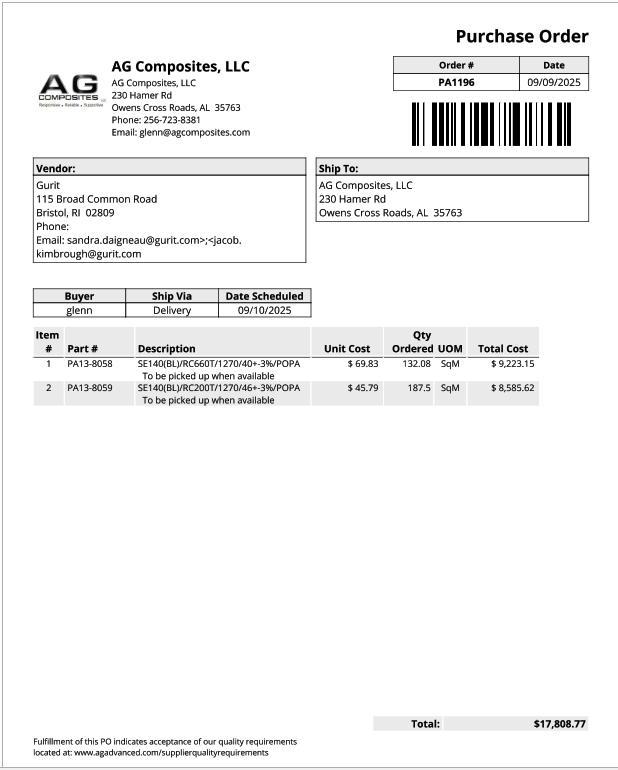 Purchase Order
AG COMPOSITES LLC
Responsive • Reliable • Supportive
AG Composites, LLC
AG Composites, LLC
230 Hamer Rd
Owens Cross Roads, AL 35763
Phone: 256-723-8381
Email: glenn@agcomposites.com
Order # Date
PA1196 09/09/2025
Vendor:
Gurit
115 Broad Common Road
Bristol, RI 02809
Phone:
Email: sandra.daigneau@gurit.com>;<jacob.
kimbrough@gurit.com
Ship To:
AG Composites, LLC
230 Hamer Rd
Owens Cross Roads, AL 35763
Buyer Ship Via Date Scheduled
glenn Delivery 09/10/2025
Item # Part # Description Unit Cost Qty Ordered UOM Total Cost
1 PA13-8058 SE140(BL)/RC660T/1270/40+-3%/POPA $ 69.83 132.08 SqM $ 9,223.15
To be picked up when available
2 PA13-8059 SE140(BL)/RC200T/1270/46+-3%/POPA $ 45.79 187.5 SqM $ 8,585.62
To be picked up when available
Total: $17,808.77
Fulfillment of this PO indicates acceptance of our quality requirements
located at: www.agadvanced.com/supplierqualityrequirements